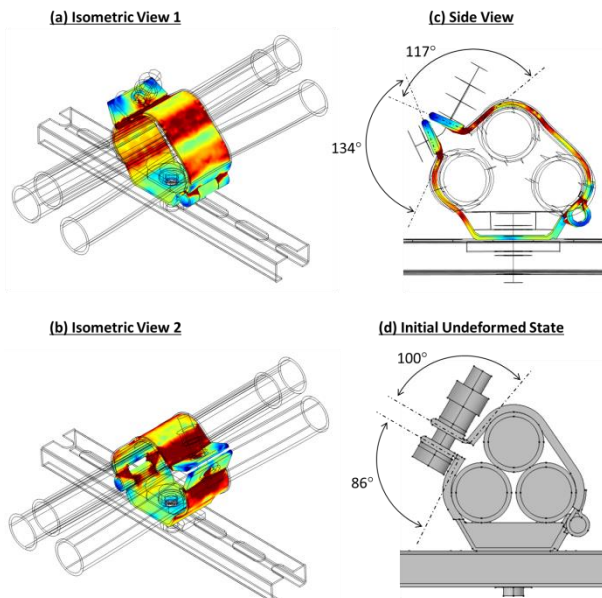 (a) Isometric View 1
(c) Side View
117°
134°
(b) Isometric View 2
(d) Initial Undeformed State
100°
86°